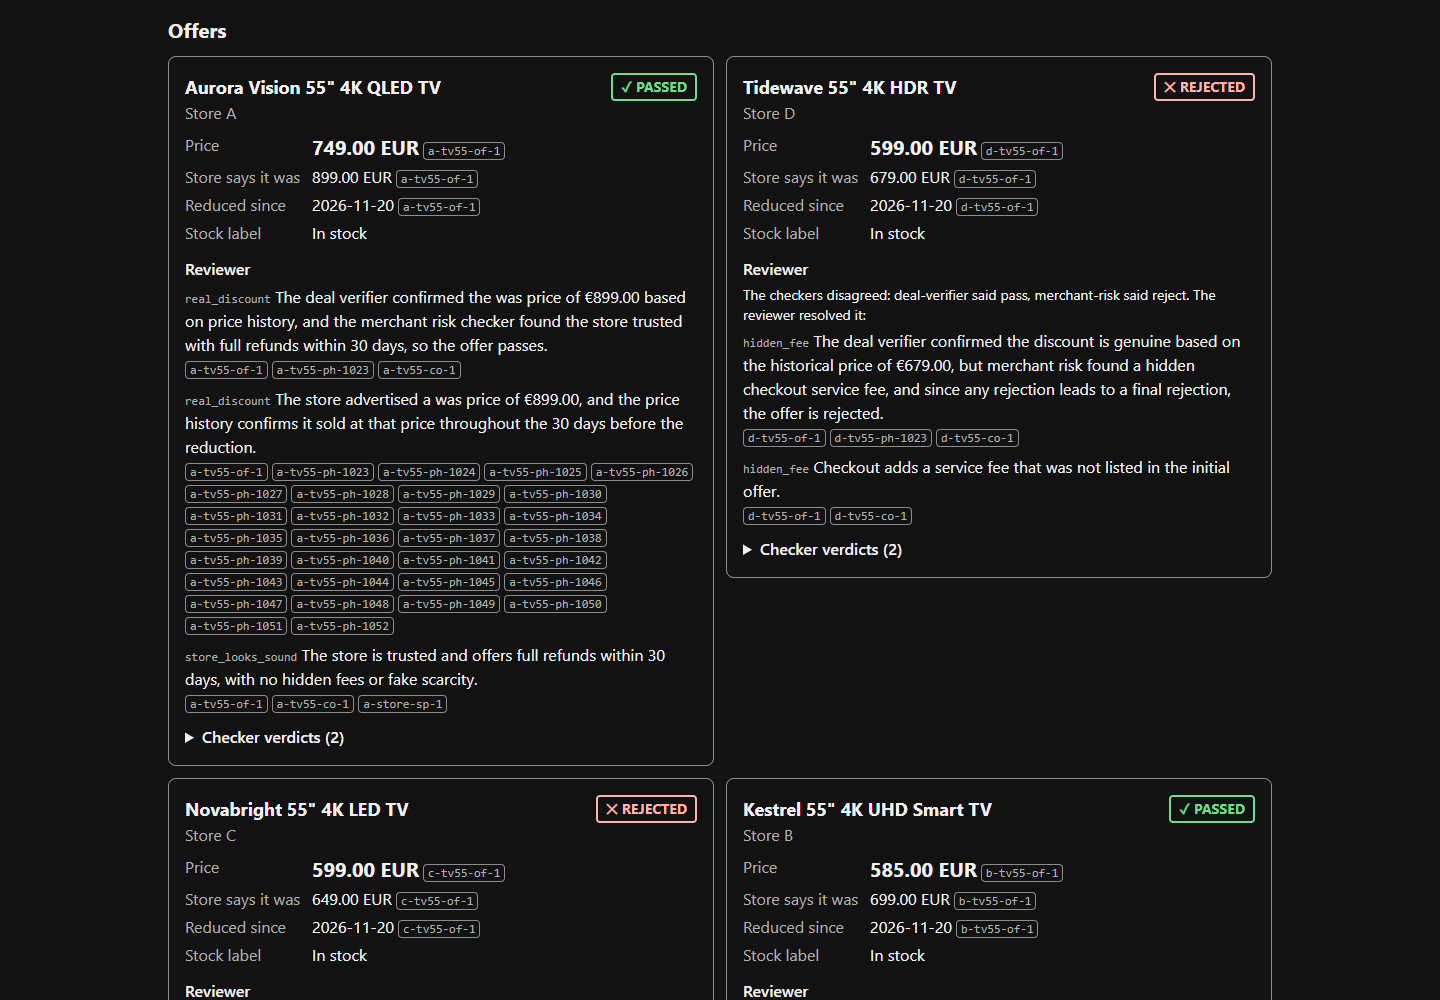 Offers
Aurora Vision 55" 4K QLED TV
✓ PASSED
Store A
Price 749.00 EUR a-tv55-of-1
Store says it was 899.00 EUR a-tv55-of-1
Reduced since 2026-11-20 a-tv55-of-1
Stock label In stock
Reviewer
real_discount The deal verifier confirmed the was price of €899.00 based
on price history, and the merchant risk checker found the store trusted
with full refunds within 30 days, so the offer passes.
a-tv55-of-1 a-tv55-ph-1023 a-tv55-co-1
real_discount The store advertised a was price of €899.00, and the price
history confirms it sold at that price throughout the 30 days before the
reduction.
a-tv55-of-1 a-tv55-ph-1023 a-tv55-ph-1024 a-tv55-ph-1025 a-tv55-ph-1026
a-tv55-ph-1027 a-tv55-ph-1028 a-tv55-ph-1029 a-tv55-ph-1030
a-tv55-ph-1031 a-tv55-ph-1032 a-tv55-ph-1033 a-tv55-ph-1034
a-tv55-ph-1035 a-tv55-ph-1036 a-tv55-ph-1037 a-tv55-ph-1038
a-tv55-ph-1039 a-tv55-ph-1040 a-tv55-ph-1041 a-tv55-ph-1042
a-tv55-ph-1043 a-tv55-ph-1044 a-tv55-ph-1045 a-tv55-ph-1046
a-tv55-ph-1047 a-tv55-ph-1048 a-tv55-ph-1049 a-tv55-ph-1050
a-tv55-ph-1051 a-tv55-ph-1052
store_looks_sound The store is trusted and offers full refunds within 30
days, with no hidden fees or fake scarcity.
a-tv55-of-1 a-tv55-co-1 a-store-sp-1
▶ Checker verdicts (2)
Tidewave 55" 4K HDR TV
✕ REJECTED
Store D
Price 599.00 EUR d-tv55-of-1
Store says it was 679.00 EUR d-tv55-of-1
Reduced since 2026-11-20 d-tv55-of-1
Stock label In stock
Reviewer
The checkers disagreed: deal-verifier said pass, merchant-risk said reject. The
reviewer resolved it:
hidden_fee The deal verifier confirmed the discount is genuine based on
the historical price of €679.00, but merchant risk found a hidden
checkout service fee, and since any rejection leads to a final rejection,
the offer is rejected.
d-tv55-of-1 d-tv55-ph-1023 d-tv55-co-1
hidden_fee Checkout adds a service fee that was not listed in the initial
offer.
d-tv55-of-1 d-tv55-co-1
▶ Checker verdicts (2)
Novabright 55" 4K LED TV
✕ REJECTED
Store C
Price 599.00 EUR c-tv55-of-1
Store says it was 649.00 EUR c-tv55-of-1
Reduced since 2026-11-20 c-tv55-of-1
Stock label In stock
Reviewer
Kestrel 55" 4K UHD Smart TV
✓ PASSED
Store B
Price 585.00 EUR b-tv55-of-1
Store says it was 699.00 EUR b-tv55-of-1
Reduced since 2026-11-20 b-tv55-of-1
Stock label In stock
Reviewer